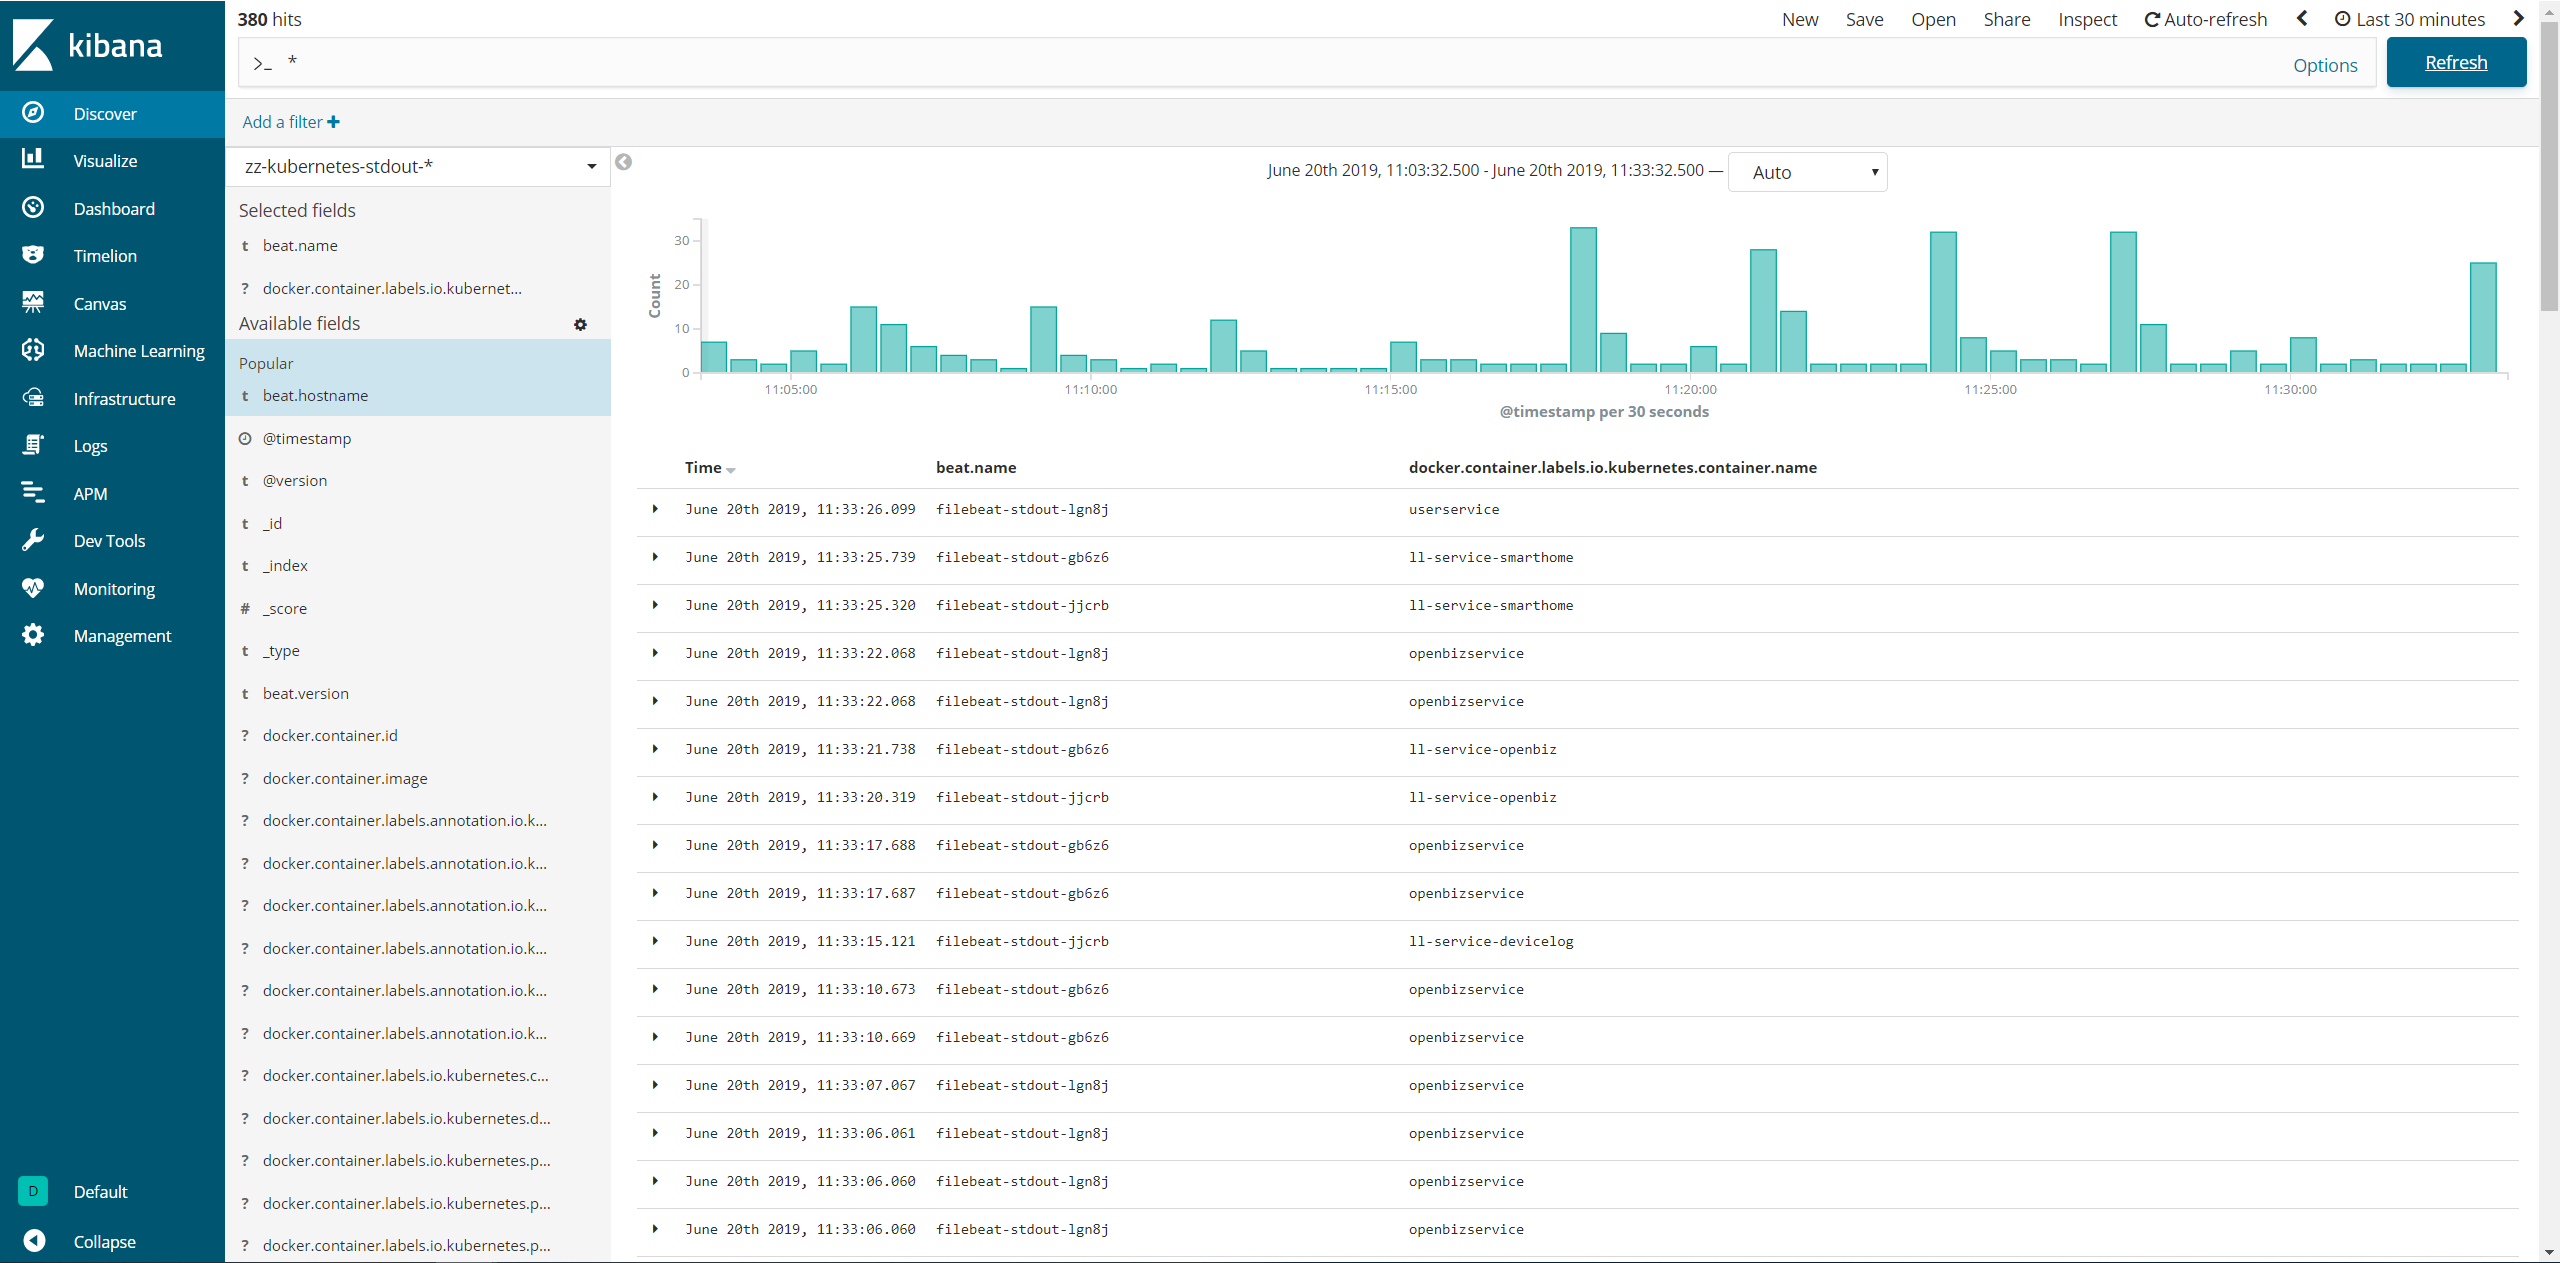 kibana
Discover
Visualize
Dashboard
Timelion
Canvas
Machine Learning
Infrastructure
Logs
APM
Dev Tools
Monitoring
Management
D Default
Collapse
380 hits
New Save Open Share Inspect Auto-refresh Last 30 minutes
>_ *
Options
Refresh
Add a filter
zz-kubernetes-stdout-*
Selected fields
t beat.name
? docker.container.labels.io.kubernet...
Available fields
Popular
t beat.hostname
@timestamp
t @version
t _id
t _index
# _score
t _type
t beat.version
? docker.container.id
? docker.container.image
? docker.container.labels.annotation.io.k...
? docker.container.labels.annotation.io.k...
? docker.container.labels.annotation.io.k...
? docker.container.labels.annotation.io.k...
? docker.container.labels.annotation.io.k...
? docker.container.labels.annotation.io.k...
? docker.container.labels.io.kubernetes.c...
? docker.container.labels.io.kubernetes.d...
? docker.container.labels.io.kubernetes.p...
? docker.container.labels.io.kubernetes.p...
? docker.container.labels.io.kubernetes.p...
June 20th 2019, 11:03:32.500 - June 20th 2019, 11:33:32.500 — Auto
Count
30
20
10
0
11:05:00 11:10:00 11:15:00 11:20:00 11:25:00 11:30:00
@timestamp per 30 seconds
Time beat.name docker.container.labels.io.kubernetes.container.name
June 20th 2019, 11:33:26.099 filebeat-stdout-lgn8j userservice
June 20th 2019, 11:33:25.739 filebeat-stdout-gb6z6 ll-service-smarthome
June 20th 2019, 11:33:25.320 filebeat-stdout-jjcrb ll-service-smarthome
June 20th 2019, 11:33:22.068 filebeat-stdout-lgn8j openbizservice
June 20th 2019, 11:33:22.068 filebeat-stdout-lgn8j openbizservice
June 20th 2019, 11:33:21.738 filebeat-stdout-gb6z6 ll-service-openbiz
June 20th 2019, 11:33:20.319 filebeat-stdout-jjcrb ll-service-openbiz
June 20th 2019, 11:33:17.688 filebeat-stdout-gb6z6 openbizservice
June 20th 2019, 11:33:17.687 filebeat-stdout-gb6z6 openbizservice
June 20th 2019, 11:33:15.121 filebeat-stdout-jjcrb ll-service-devicelog
June 20th 2019, 11:33:10.673 filebeat-stdout-gb6z6 openbizservice
June 20th 2019, 11:33:10.669 filebeat-stdout-gb6z6 openbizservice
June 20th 2019, 11:33:07.067 filebeat-stdout-lgn8j openbizservice
June 20th 2019, 11:33:06.061 filebeat-stdout-lgn8j openbizservice
June 20th 2019, 11:33:06.060 filebeat-stdout-lgn8j openbizservice
June 20th 2019, 11:33:06.060 filebeat-stdout-lgn8j openbizservice